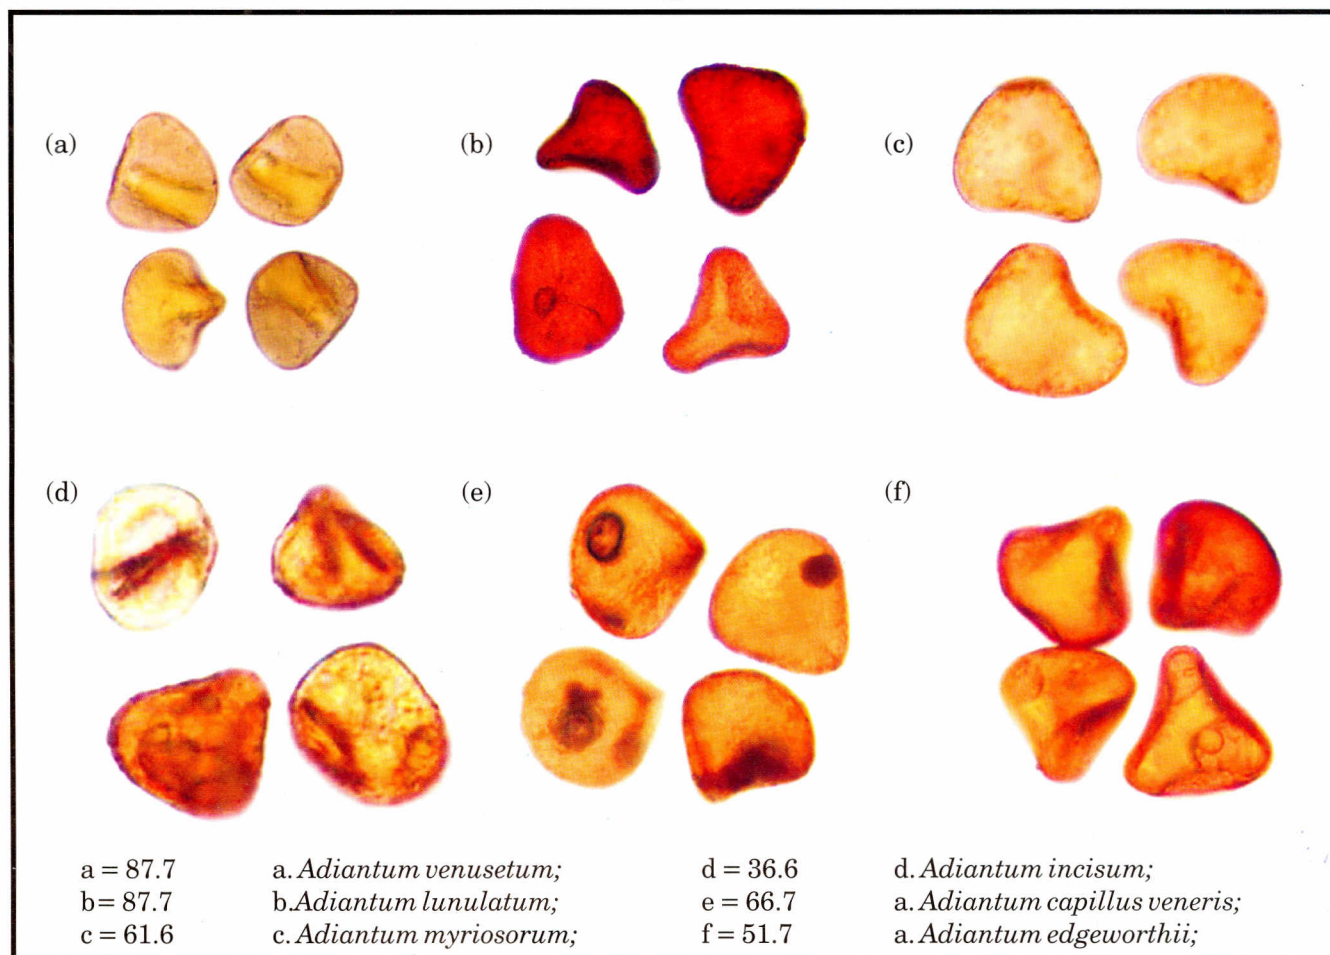 (a)
(b)
(c)
(d)
(e)
(f)
a = 87.7 a. Adiantum venusetum; d = 36.6 d. Adiantum incisum;
b= 87.7 b.Adiantum lunulatum; e = 66.7 a. Adiantum capillus veneris;
c = 61.6 c. Adiantum myriosorum; f = 51.7 a. Adiantum edgeworthii;